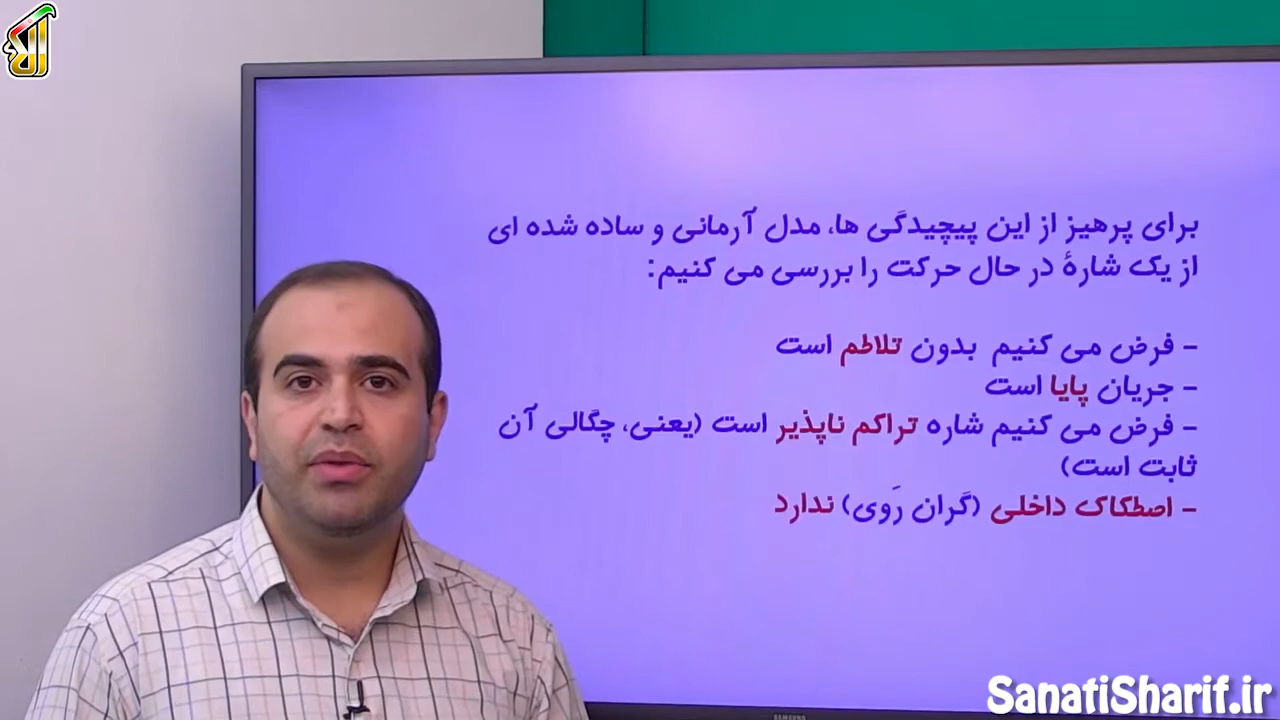 برای پرهیز از این پیچیدگی ها، مدل آرمانی و ساده شده ای
از یک شارهٔ در حال حرکت را بررسی می کنیم:
- فرض می کنیم بدون تلاطم است
- جریان پایا است
- فرض می کنیم شاره تراکم ناپذیر است (یعنی، چگالی آن
ثابت است)
- اصطکاک داخلی (گران رَوی) ندارد
SAMSUNG
SanatiSharif.ir